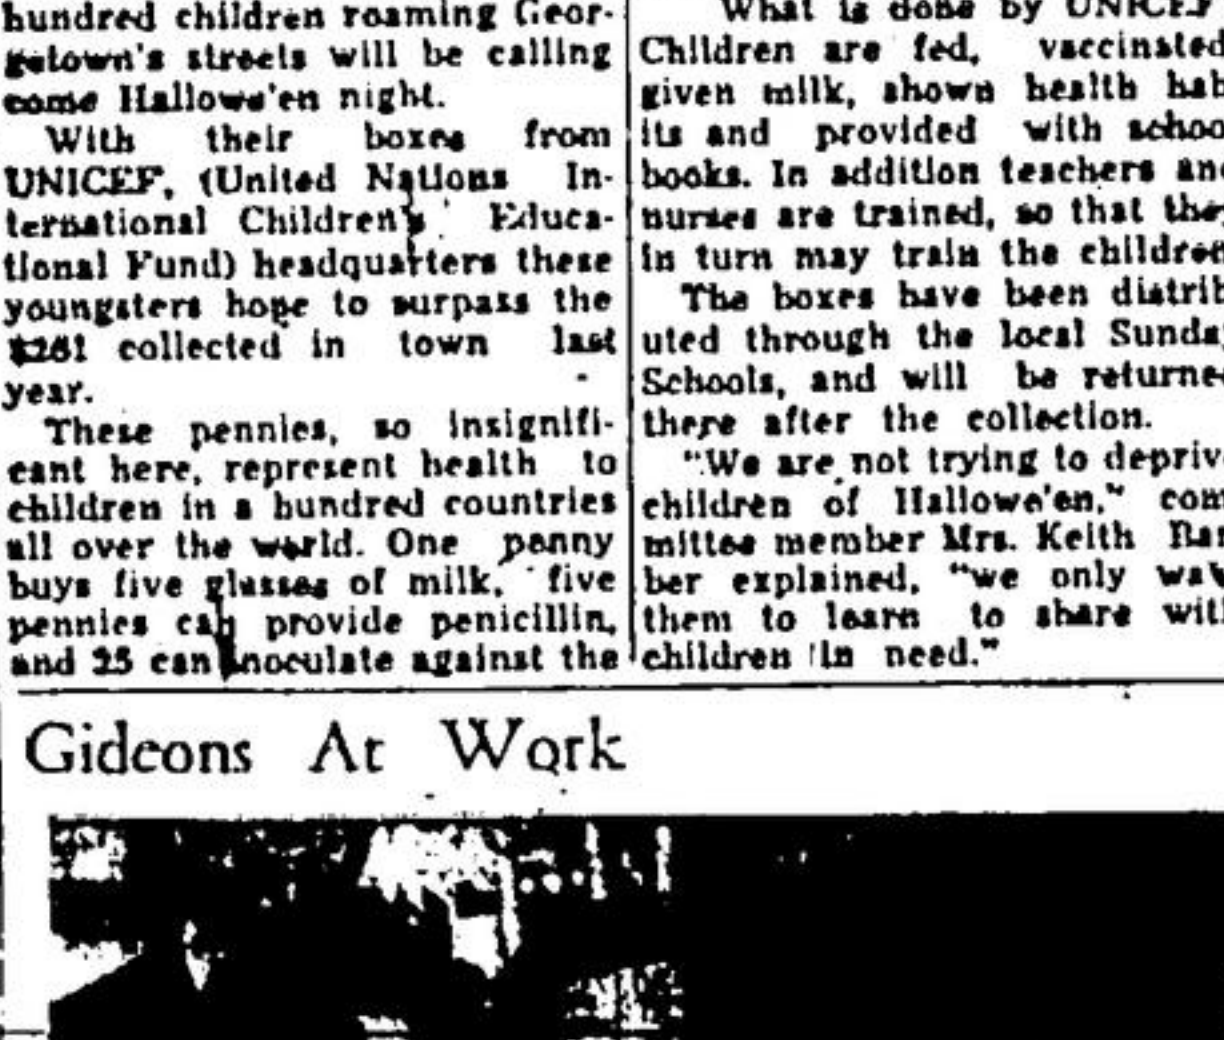 hundred children roaming Geor-
getown's streets will be calling
come Hallowe'en night.
With their boxes from
UNICEF, (United Nations In-
ternational Children's Educa-
tional Fund) headquarters these
youngsters hope to surpass the
collected in town last
year.
These pennies, so insignifi-
cant here, represent health to
children in a hundred countries
all over the world. One penny
buys five glasses of milk, five
pennies can provide penicillin,
and 25 can inoculate against the
What is done by UNICEF
Children are fed, vaccinated,
given milk, shown health hab
its and provided with schoo
books. In addition teachers an
nurses are trained, so that the
in turn may train the children
The boxes have been distrib
uted through the local Sunda
Schools, and will be returne
there after the collection.
"We are not trying to depriv
children of Hallowe'en," com
mittee member Mrs. Keith Bar
ber explained, "we only
them to learn to share with
children in need."
Gideons At Work